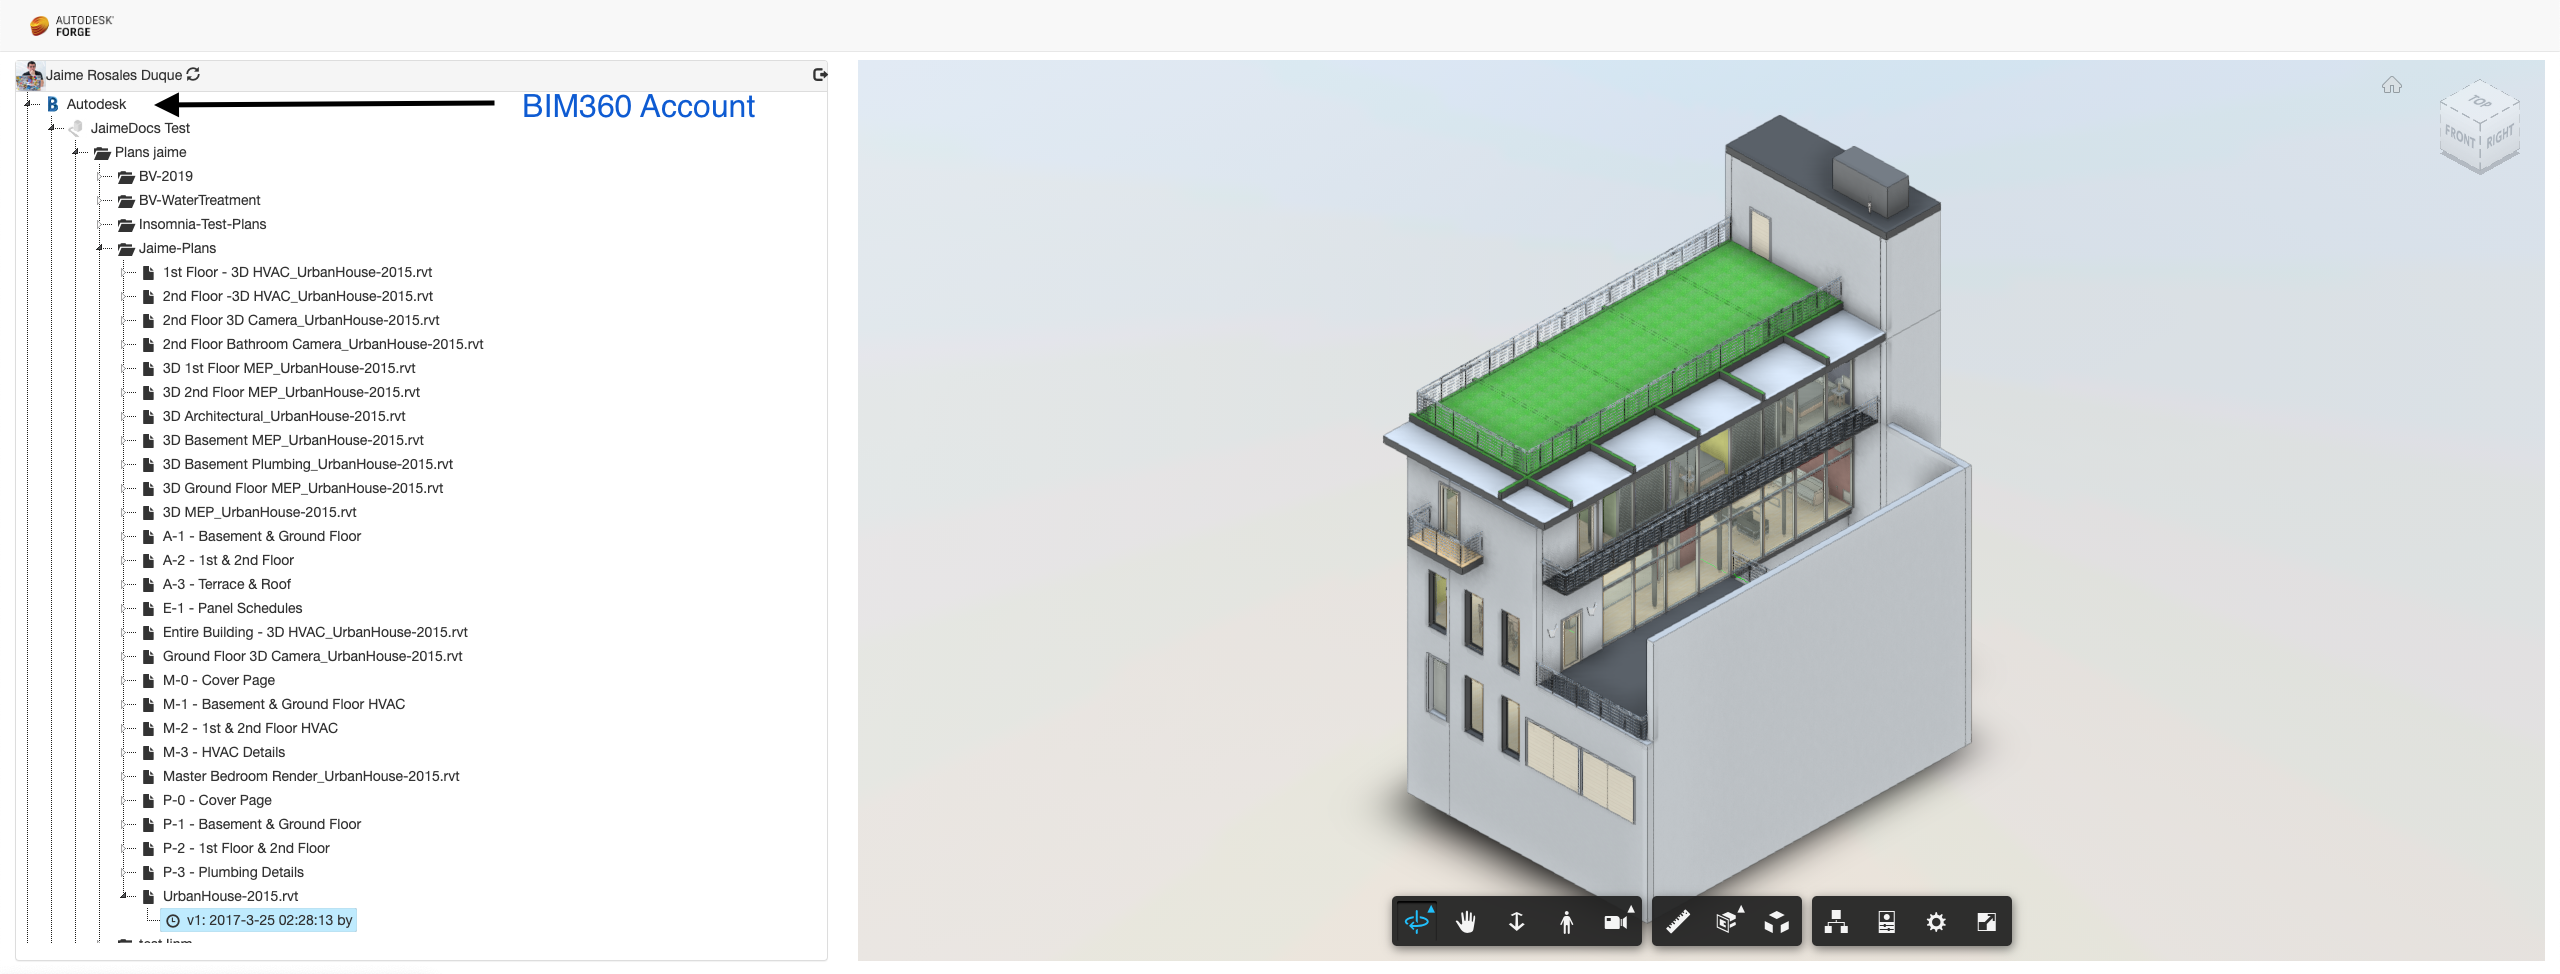 AUTODESK
FORGE
Jaime Rosales Duque
Autodesk
BIM360 Account
JaimeDocs Test
Plans jaime
BV-2019
BV-WaterTreatment
Insomnia-Test-Plans
Jaime-Plans
1st Floor - 3D HVAC_UrbanHouse-2015.rvt
2nd Floor -3D HVAC_UrbanHouse-2015.rvt
2nd Floor 3D Camera_UrbanHouse-2015.rvt
2nd Floor Bathroom Camera_UrbanHouse-2015.rvt
3D 1st Floor MEP_UrbanHouse-2015.rvt
3D 2nd Floor MEP_UrbanHouse-2015.rvt
3D Architectural_UrbanHouse-2015.rvt
3D Basement MEP_UrbanHouse-2015.rvt
3D Basement Plumbing_UrbanHouse-2015.rvt
3D Ground Floor MEP_UrbanHouse-2015.rvt
3D MEP_UrbanHouse-2015.rvt
A-1 - Basement & Ground Floor
A-2 - 1st & 2nd Floor
A-3 - Terrace & Roof
E-1 - Panel Schedules
Entire Building - 3D HVAC_UrbanHouse-2015.rvt
Ground Floor 3D Camera_UrbanHouse-2015.rvt
M-0 - Cover Page
M-1 - Basement & Ground Floor HVAC
M-2 - 1st & 2nd Floor HVAC
M-3 - HVAC Details
Master Bedroom Render_UrbanHouse-2015.rvt
P-0 - Cover Page
P-1 - Basement & Ground Floor
P-2 - 1st Floor & 2nd Floor
P-3 - Plumbing Details
UrbanHouse-2015.rvt
v1: 2017-3-25 02:28:13 by
TOP
FRONT
RIGHT